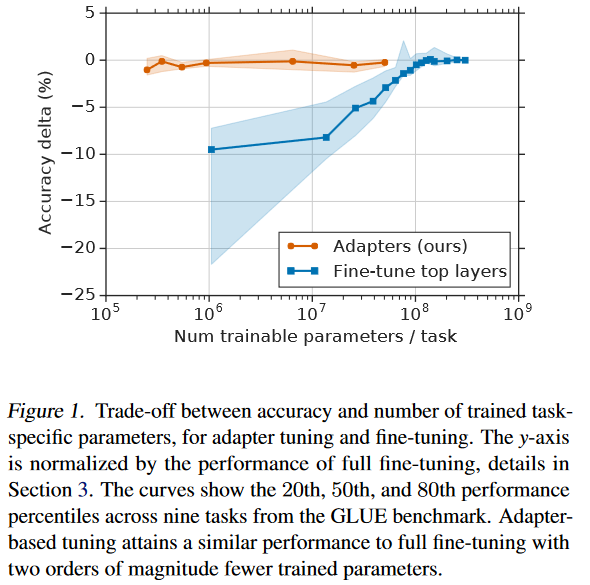 5
0
−5
−10
−15
−20
−25
Accuracy delta (%)
Adapters (ours)
Fine-tune top layers
10^5 10^6 10^7 10^8 10^9
Num trainable parameters / task
Figure 1. Trade-off between accuracy and number of trained task-
specific parameters, for adapter tuning and fine-tuning. The y-axis
is normalized by the performance of full fine-tuning, details in
Section 3. The curves show the 20th, 50th, and 80th performance
percentiles across nine tasks from the GLUE benchmark. Adapter-
based tuning attains a similar performance to full fine-tuning with
two orders of magnitude fewer trained parameters.